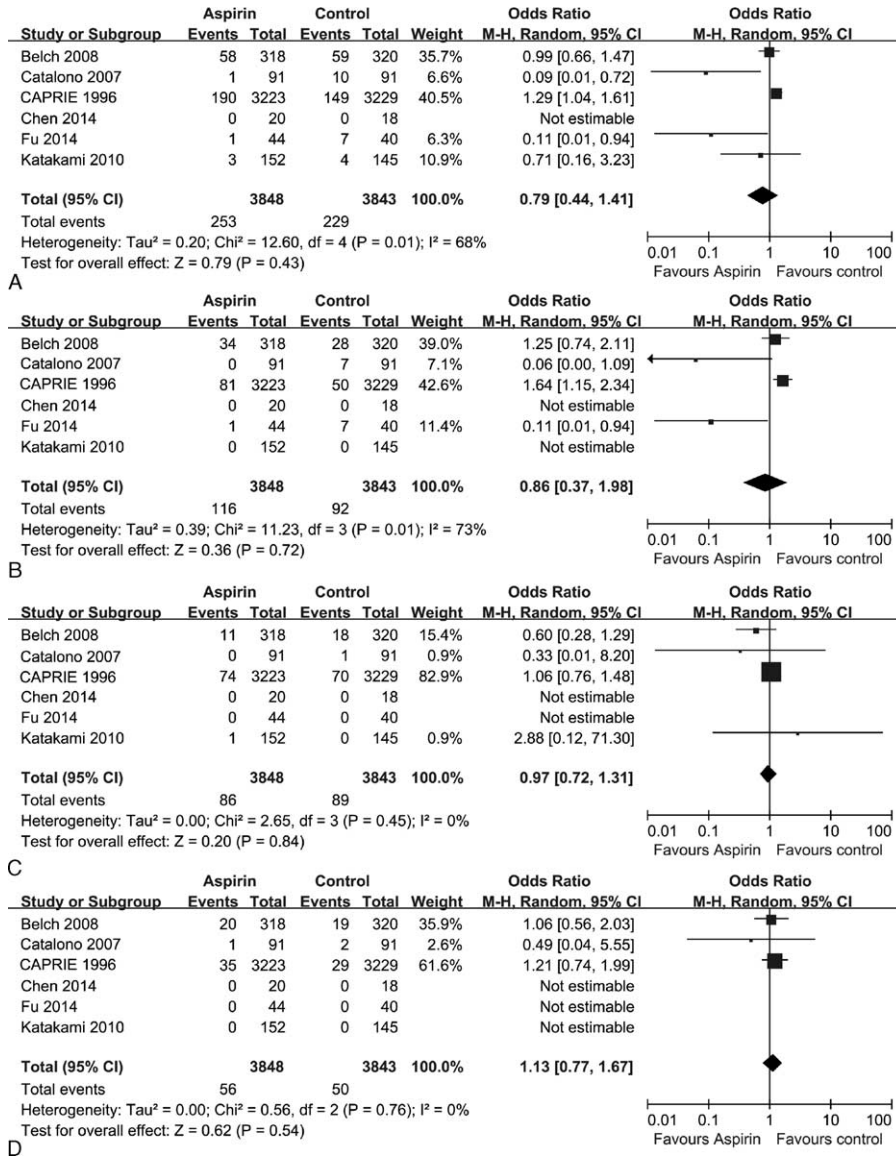 Aspirin Control Odds Ratio Odds Ratio
Study or Subgroup Events Total Events Total Weight M-H, Random, 95% CI M-H, Random, 95% CI
Belch 2008 58 318 59 320 35.7% 0.99 [0.66, 1.47]
Catalono 2007 1 91 10 91 6.6% 0.09 [0.01, 0.72]
CAPRIE 1996 190 3223 149 3229 40.5% 1.29 [1.04, 1.61]
Chen 2014 0 20 0 18 Not estimable
Fu 2014 1 44 7 40 6.3% 0.11 [0.01, 0.94]
Katakami 2010 3 152 4 145 10.9% 0.71 [0.16, 3.23]
Total (95% CI) 3848 3843 100.0% 0.79 [0.44, 1.41]
Total events 253 229
Heterogeneity: Tau² = 0.20; Chi² = 12.60, df = 4 (P = 0.01); I² = 68%
Test for overall effect: Z = 0.79 (P = 0.43)
0.01 0.1 1 10 100
Favours Aspirin Favours control
A
Aspirin Control Odds Ratio Odds Ratio
Study or Subgroup Events Total Events Total Weight M-H, Random, 95% CI M-H, Random, 95% CI
Belch 2008 34 318 28 320 39.0% 1.25 [0.74, 2.11]
Catalono 2007 0 91 7 91 7.1% 0.06 [0.00, 1.09]
CAPRIE 1996 81 3223 50 3229 42.6% 1.64 [1.15, 2.34]
Chen 2014 0 20 0 18 Not estimable
Fu 2014 1 44 7 40 11.4% 0.11 [0.01, 0.94]
Katakami 2010 0 152 0 145 Not estimable
Total (95% CI) 3848 3843 100.0% 0.86 [0.37, 1.98]
Total events 116 92
Heterogeneity: Tau² = 0.39; Chi² = 11.23, df = 3 (P = 0.01); I² = 73%
Test for overall effect: Z = 0.36 (P = 0.72)
0.01 0.1 1 10 100
Favours Aspirin Favours control
B
Aspirin Control Odds Ratio Odds Ratio
Study or Subgroup Events Total Events Total Weight M-H, Random, 95% CI M-H, Random, 95% CI
Belch 2008 11 318 18 320 15.4% 0.60 [0.28, 1.29]
Catalono 2007 0 91 1 91 0.9% 0.33 [0.01, 8.20]
CAPRIE 1996 74 3223 70 3229 82.9% 1.06 [0.76, 1.48]
Chen 2014 0 20 0 18 Not estimable
Fu 2014 0 44 0 40 Not estimable
Katakami 2010 1 152 0 145 0.9% 2.88 [0.12, 71.30]
Total (95% CI) 3848 3843 100.0% 0.97 [0.72, 1.31]
Total events 86 89
Heterogeneity: Tau² = 0.00; Chi² = 2.65, df = 3 (P = 0.45); I² = 0%
Test for overall effect: Z = 0.20 (P = 0.84)
0.01 0.1 1 10 100
Favours Aspirin Favours control
C
Aspirin Control Odds Ratio Odds Ratio
Study or Subgroup Events Total Events Total Weight M-H, Random, 95% CI M-H, Random, 95% CI
Belch 2008 20 318 19 320 35.9% 1.06 [0.56, 2.03]
Catalono 2007 1 91 2 91 2.6% 0.49 [0.04, 5.55]
CAPRIE 1996 35 3223 29 3229 61.6% 1.21 [0.74, 1.99]
Chen 2014 0 20 0 18 Not estimable
Fu 2014 0 44 0 40 Not estimable
Katakami 2010 0 152 0 145 Not estimable
Total (95% CI) 3848 3843 100.0% 1.13 [0.77, 1.67]
Total events 56 50
Heterogeneity: Tau² = 0.00; Chi² = 0.56, df = 2 (P = 0.76); I² = 0%
Test for overall effect: Z = 0.62 (P = 0.54)
0.01 0.1 1 10 100
Favours Aspirin Favours control
D